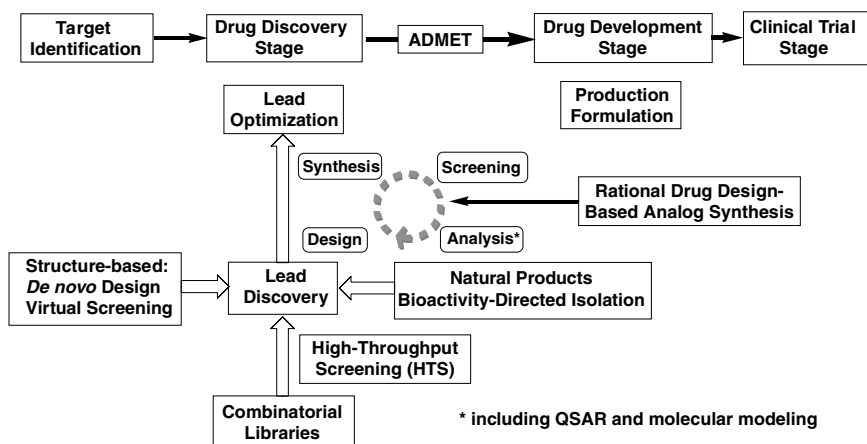 Target
Identification
Drug Discovery
Stage
ADMET
Drug Development
Stage
Clinical Trial
Stage
Lead
Optimization
Production
Formulation
Synthesis
Screening
Rational Drug Design-
Based Analog Synthesis
Design
Analysis*
Structure-based:
De novo Design
Virtual Screening
Lead
Discovery
Natural Products
Bioactivity-Directed Isolation
High-Throughput
Screening (HTS)
Combinatorial
Libraries
* including QSAR and molecular modeling